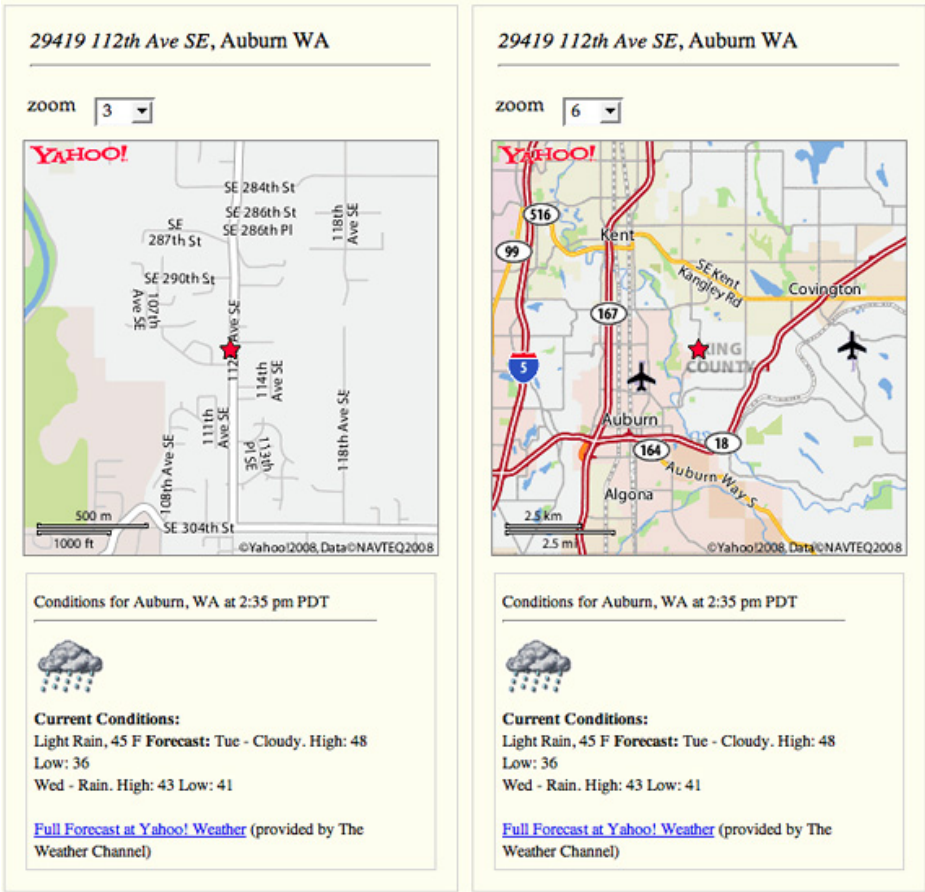 29419 112th Ave SE, Auburn WA
zoom 3
YAHOO!
SE 284th St
SE 286th St
SE 286th Pl
118th
Ave SE
SE
287th St
SE 290th St
107th
Ave SE
112th Ave SE
114th
Ave SE
111th
Ave SE
113th
Pl SE
118th Ave SE
108th Ave SE
SE 304th St
500 m
1000 ft
©Yahoo!2008, Data©NAVTEQ2008
Conditions for Auburn, WA at 2:35 pm PDT
Current Conditions:
Light Rain, 45 F Forecast: Tue - Cloudy. High: 48
Low: 36
Wed - Rain. High: 43 Low: 41
Full Forecast at Yahoo! Weather (provided by The
Weather Channel)
29419 112th Ave SE, Auburn WA
zoom 6
YAHOO!
516
Kent
99
SE Kent
Kangley Rd
Covington
167
KING
COUNTY
5
Auburn
18
164
Auburn Way S
Algona
2.5 km
2.5 mi
©Yahoo!2008, Data©NAVTEQ2008
Conditions for Auburn, WA at 2:35 pm PDT
Current Conditions:
Light Rain, 45 F Forecast: Tue - Cloudy. High: 48
Low: 36
Wed - Rain. High: 43 Low: 41
Full Forecast at Yahoo! Weather (provided by The
Weather Channel)